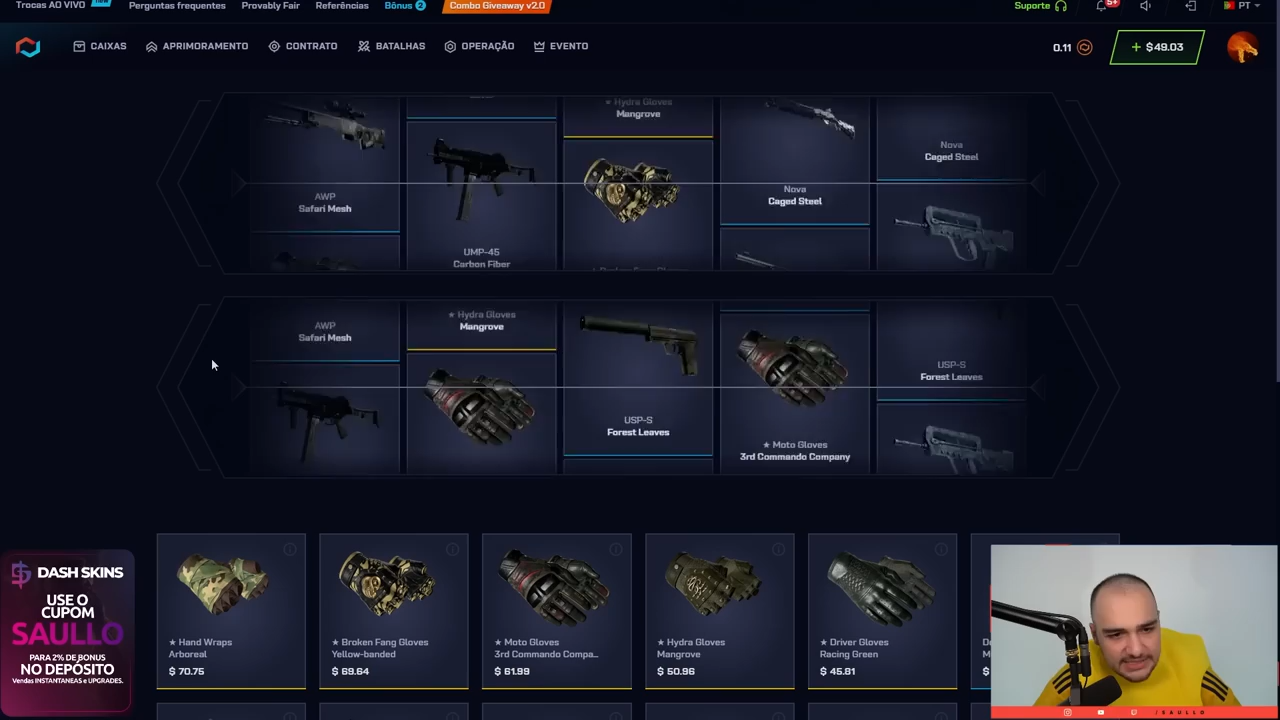 Trocas AO VIVO
Perguntas frequentes
Provably Fair
Referências
Bônus 2
Combo Giveaway v2.0
Suporte
5+
PT
CAIXAS
APRIMORAMENTO
CONTRATO
BATALHAS
OPERAÇÃO
EVENTO
0.11
+ $49.03
AWP
Safari Mesh
UMP-45
Carbon Fiber
★ Hydra Gloves
Mangrove
Nova
Caged Steel
Nova
Caged Steel
AWP
Safari Mesh
★ Hydra Gloves
Mangrove
USP-S
Forest Leaves
★ Moto Gloves
3rd Commando Company
USP-S
Forest Leaves
★ Hand Wraps
Arboreal
$ 70.75
★ Broken Fang Gloves
Yellow-banded
$ 69.64
★ Moto Gloves
3rd Commando Compa...
$ 61.99
★ Hydra Gloves
Mangrove
$ 50.96
★ Driver Gloves
Racing Green
$ 45.81
DASH SKINS
USE O
CUPOM
SAULLO
PARA 2% DE BONUS
NO DEPÓSITO
Vendas INSTANTANEAS e UPGRADES.
/SAULLO